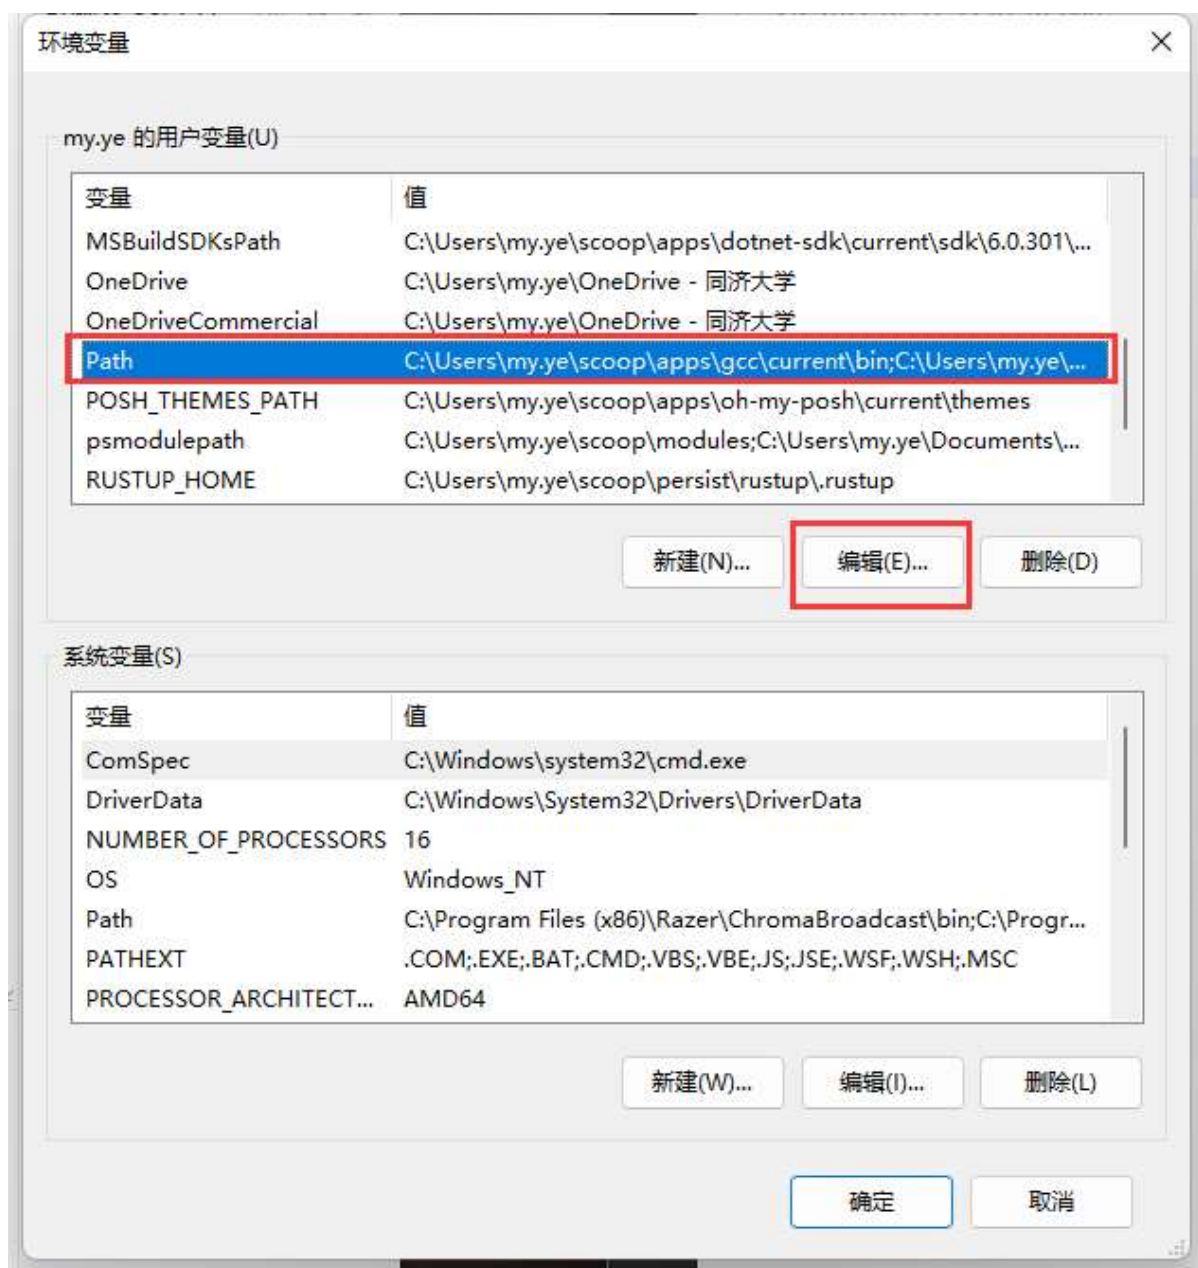 环境变量
my.ye 的用户变量(U)
变量 值
MSBuildSDKsPath C:\Users\my.ye\scoop\apps\dotnet-sdk\current\sdk\6.0.301\...
OneDrive C:\Users\my.ye\OneDrive - 同济大学
OneDriveCommercial C:\Users\my.ye\OneDrive - 同济大学
Path C:\Users\my.ye\scoop\apps\gcc\current\bin;C:\Users\my.ye\...
POSH_THEMES_PATH C:\Users\my.ye\scoop\apps\oh-my-posh\current\themes
psmodulepath C:\Users\my.ye\scoop\modules;C:\Users\my.ye\Documents\...
RUSTUP_HOME C:\Users\my.ye\scoop\persist\rustup\.rustup
新建(N)... 编辑(E)... 删除(D)
系统变量(S)
变量 值
ComSpec C:\Windows\system32\cmd.exe
DriverData C:\Windows\System32\Drivers\DriverData
NUMBER_OF_PROCESSORS 16
OS Windows_NT
Path C:\Program Files (x86)\Razer\ChromaBroadcast\bin;C:\Progr...
PATHEXT .COM;.EXE;.BAT;.CMD;.VBS;.VBE;.JS;.JSE;.WSF;.WSH;.MSC
PROCESSOR_ARCHITECT... AMD64
新建(W)... 编辑(I)... 删除(L)
确定 取消